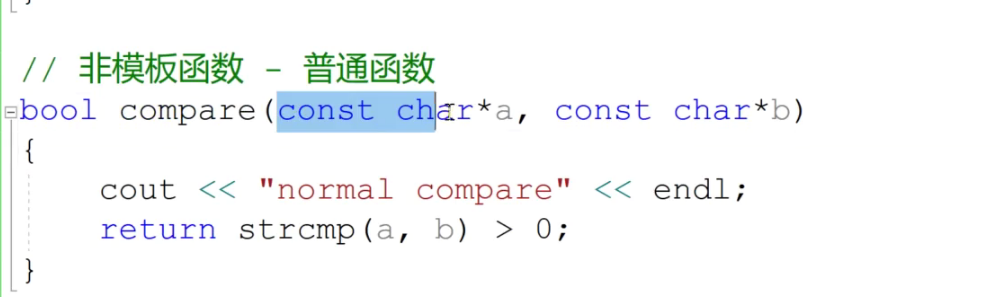 }
// 非模板函数 - 普通函数
bool compare(const char*a, const char*b)
{
cout << "normal compare" << endl;
return strcmp(a, b) > 0;
}